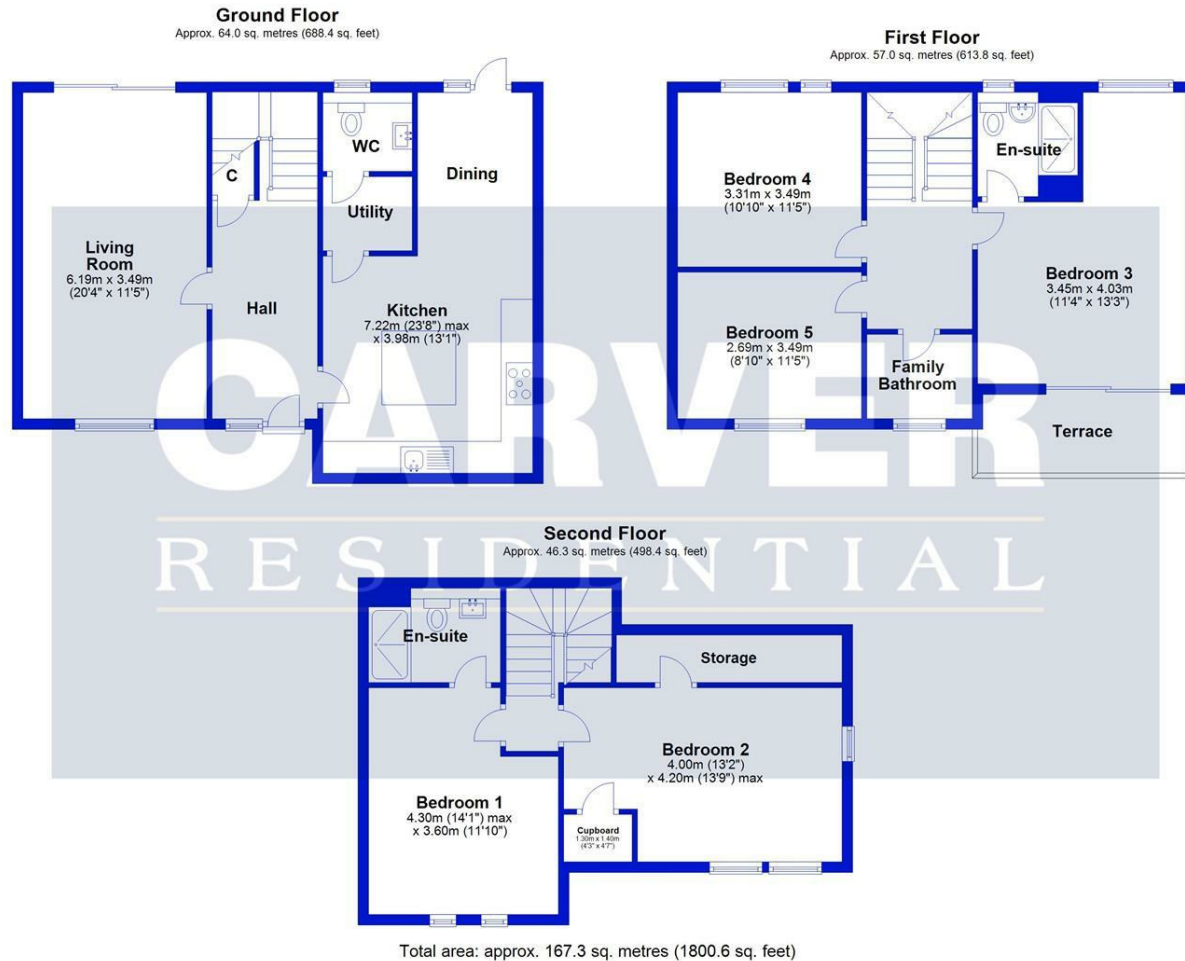 Ground Floor
Approx. 64.0 sq. metres (688.4 sq. feet)
WC
C
Dining
Utility
Living
Room
6.19m x 3.49m
(20'4" x 11'5")
Hall
Kitchen
7.22m (23'8") max
x 3.98m (13'1")
First Floor
Approx. 57.0 sq. metres (613.8 sq. feet)
En-suite
Bedroom 4
3.31m x 3.49m
(10'10" x 11'5")
Bedroom 3
3.45m x 4.03m
(11'4" x 13'3")
Bedroom 5
2.69m x 3.49m
(8'10" x 11'5")
Family
Bathroom
Terrace
CARVER
RESIDENTIAL
Second Floor
Approx. 46.3 sq. metres (498.4 sq. feet)
En-suite
Storage
Bedroom 2
4.00m (13'2")
x 4.20m (13'9") max
Bedroom 1
4.30m (14'1") max
x 3.60m (11'10")
Cupboard
1.30m x 1.40m
(4'3" x 4'7")
Total area: approx. 167.3 sq. metres (1800.6 sq. feet)